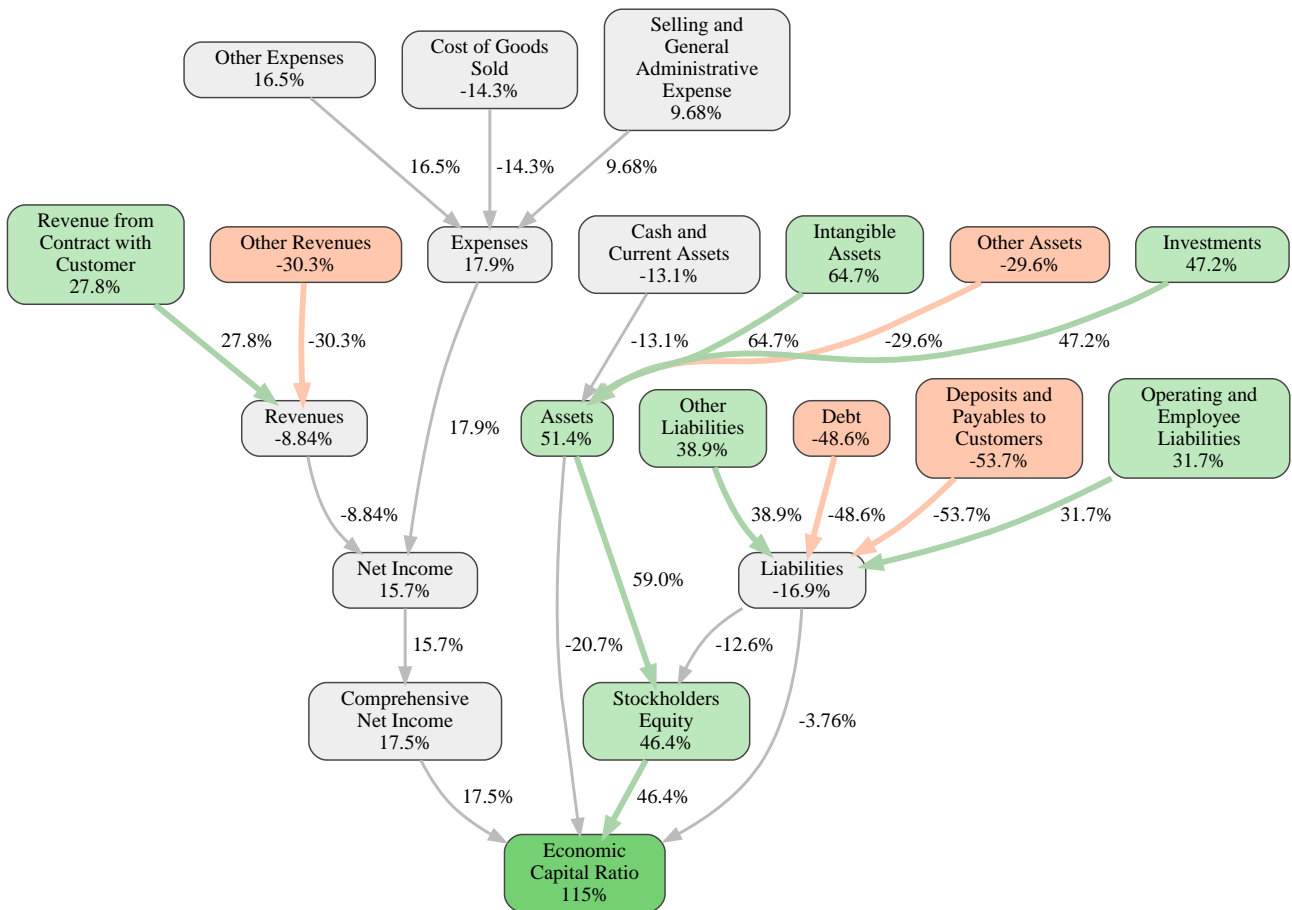 Other Expenses
16.5%
Cost of Goods
Sold
-14.3%
Selling and
General
Administrative
Expense
9.68%
16.5%
-14.3%
9.68%
Revenue from
Contract with
Customer
27.8%
Other Revenues
-30.3%
Expenses
17.9%
Cash and
Current Assets
-13.1%
Intangible
Assets
64.7%
Other Assets
-29.6%
Investments
47.2%
27.8%
-30.3%
-13.1%
64.7%
-29.6%
47.2%
Revenues
-8.84%
17.9%
Assets
51.4%
Other
Liabilities
38.9%
Debt
-48.6%
Deposits and
Payables to
Customers
-53.7%
Operating and
Employee
Liabilities
31.7%
-8.84%
38.9%
-48.6%
-53.7%
31.7%
Net Income
15.7%
59.0%
Liabilities
-16.9%
15.7%
-20.7%
-12.6%
Comprehensive
Net Income
17.5%
Stockholders
Equity
46.4%
-3.76%
17.5%
46.4%
Economic
Capital Ratio
115%